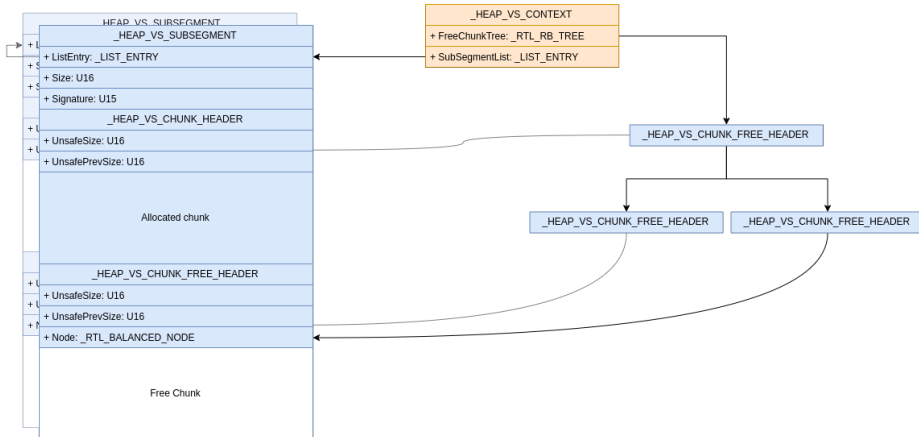 _HEAP_VS_SUBSEGMENT
_HEAP_VS_SUBSEGMENT
+ ListEntry: _LIST_ENTRY
+ Size: U16
+ Signature: U15
_HEAP_VS_CHUNK_HEADER
+ UnsafeSize: U16
+ UnsafePrevSize: U16
Allocated chunk
_HEAP_VS_CHUNK_FREE_HEADER
+ UnsafeSize: U16
+ UnsafePrevSize: U16
+ Node: _RTL_BALANCED_NODE
Free Chunk
_HEAP_VS_CONTEXT
+ FreeChunkTree: _RTL_RB_TREE
+ SubSegmentList: _LIST_ENTRY
_HEAP_VS_CHUNK_FREE_HEADER
_HEAP_VS_CHUNK_FREE_HEADER
_HEAP_VS_CHUNK_FREE_HEADER